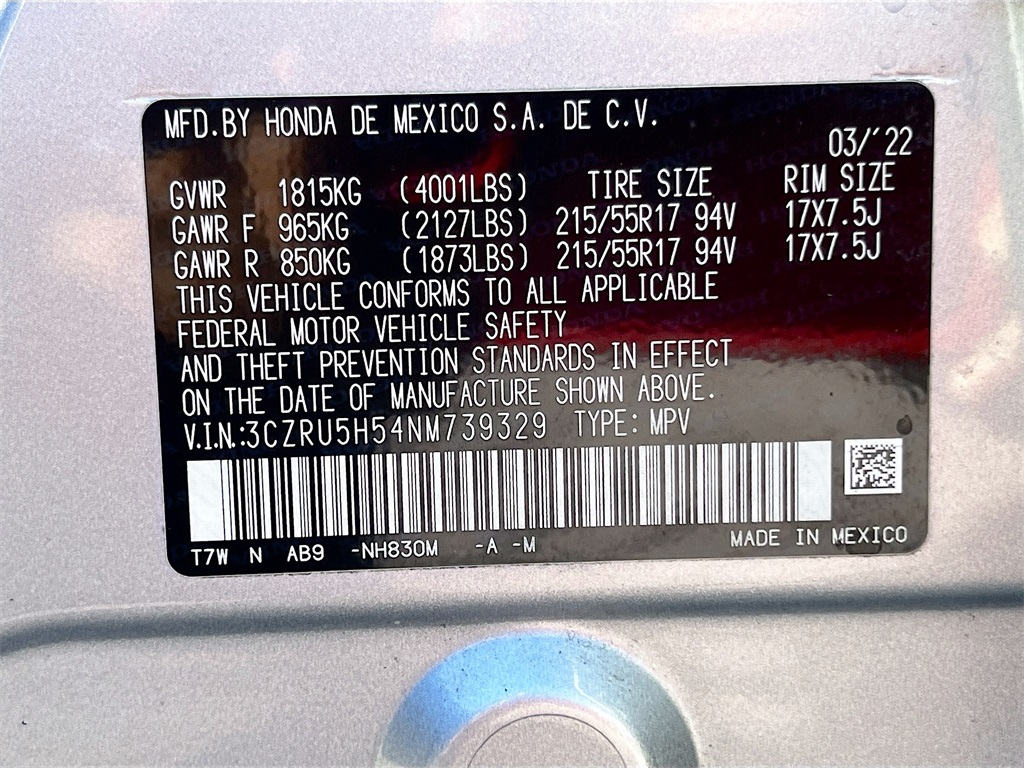 MFD.BY HONDA DE MEXICO S.A. DE C.V.
03/'22
GVWR 1815KG (4001LBS) TIRE SIZE RIM SIZE
GAWR F 965KG (2127LBS) 215/55R17 94V 17X7.5J
GAWR R 850KG (1873LBS) 215/55R17 94V 17X7.5J
THIS VEHICLE CONFORMS TO ALL APPLICABLE
FEDERAL MOTOR VEHICLE SAFETY
AND THEFT PREVENTION STANDARDS IN EFFECT
ON THE DATE OF MANUFACTURE SHOWN ABOVE.
V.I.N.:3CZRU5H54NM739329 TYPE: MPV
T7W N AB9 -NH830M -A -M MADE IN MEXICO